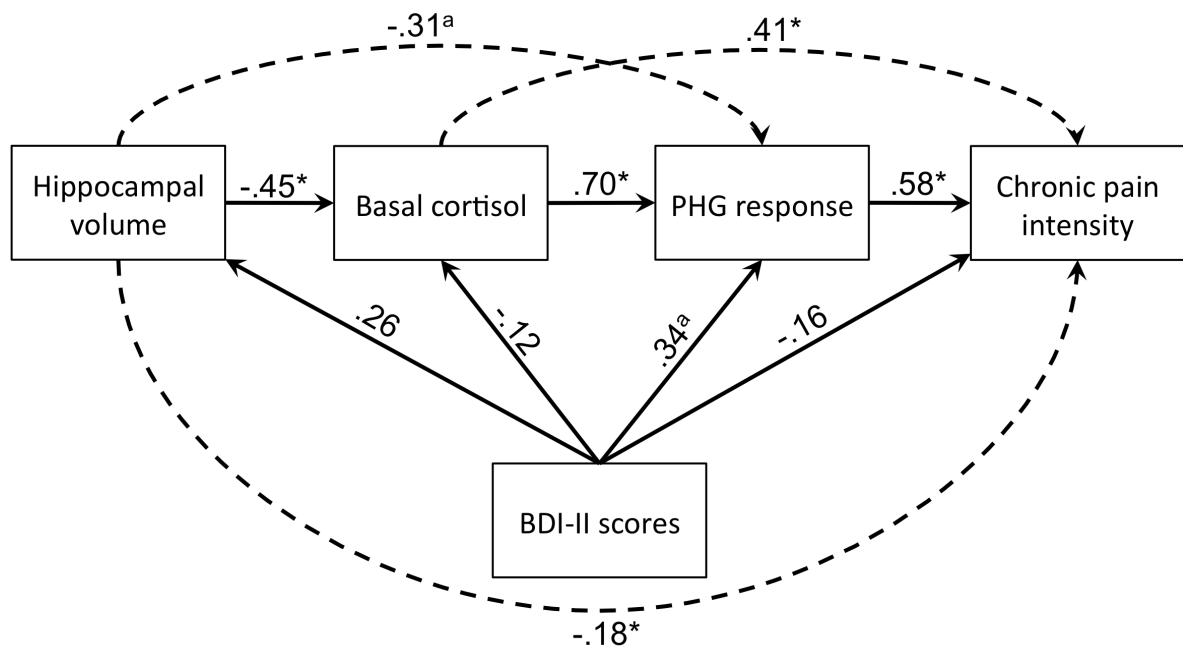 -.31ᵃ
.41*
Hippocampal
volume
-.45*
Basal cortisol
.70*
PHG response
.58*
Chronic pain
intensity
.26
-.12
.34ᵃ
-.16
BDI-II scores
-.18*